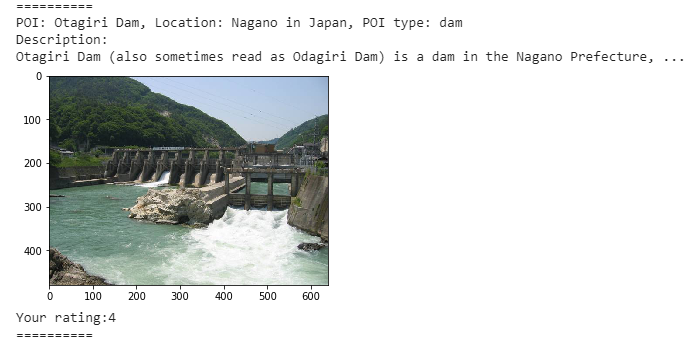 ==========
POI: Otagiri Dam, Location: Nagano in Japan, POI type: dam
Description:
Otagiri Dam (also sometimes read as Odagiri Dam) is a dam in the Nagano Prefecture, ...
0
100
200
300
400
0 100 200 300 400 500 600
Your rating:4
==========